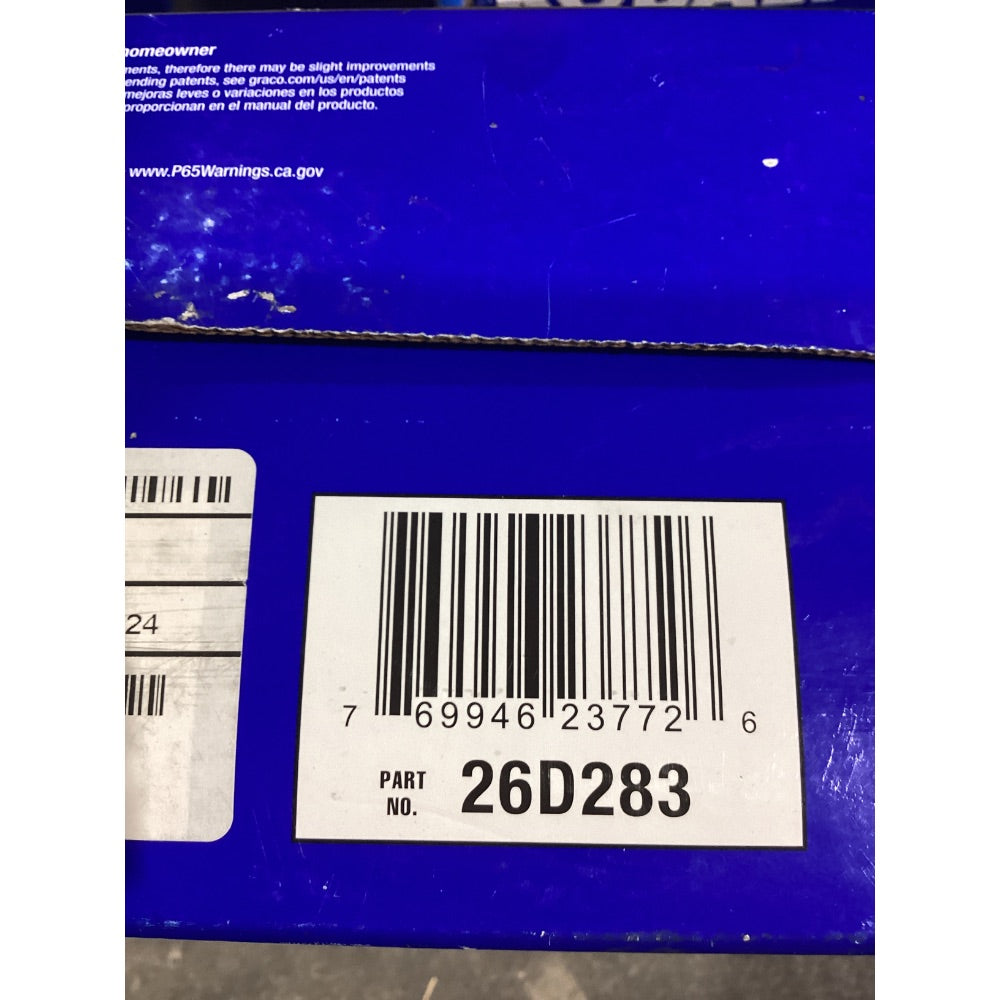 homeowner
ments, therefore there may be slight improvements
ending patents, see graco.com/us/en/patents
mejoras leves o variaciones en los productos
proporcionan en el manual del producto.
www.P65Warnings.ca.gov
24
7 69946 23772 6
PART NO. 26D283